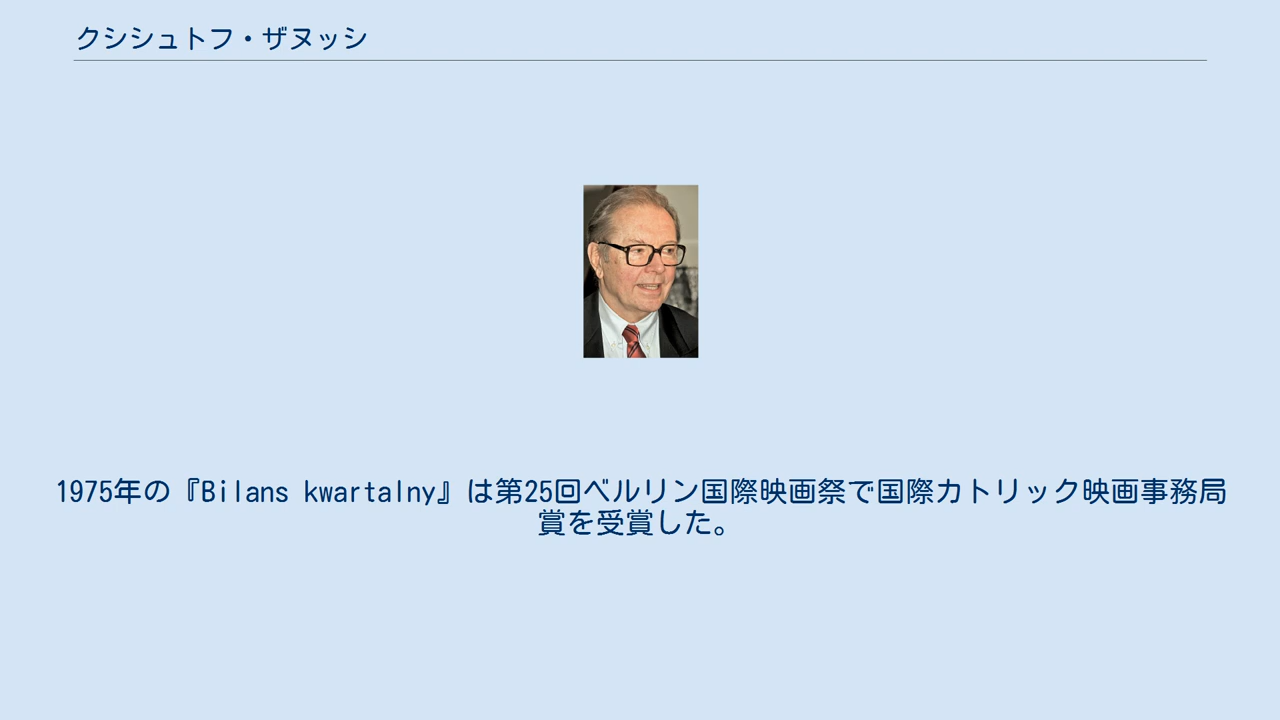 クシシュトフ・ザヌッシ
1975年の『Bilans kwartalny』は第25回ベルリン国際映画祭で国際カトリック映画事務局
賞を受賞した。